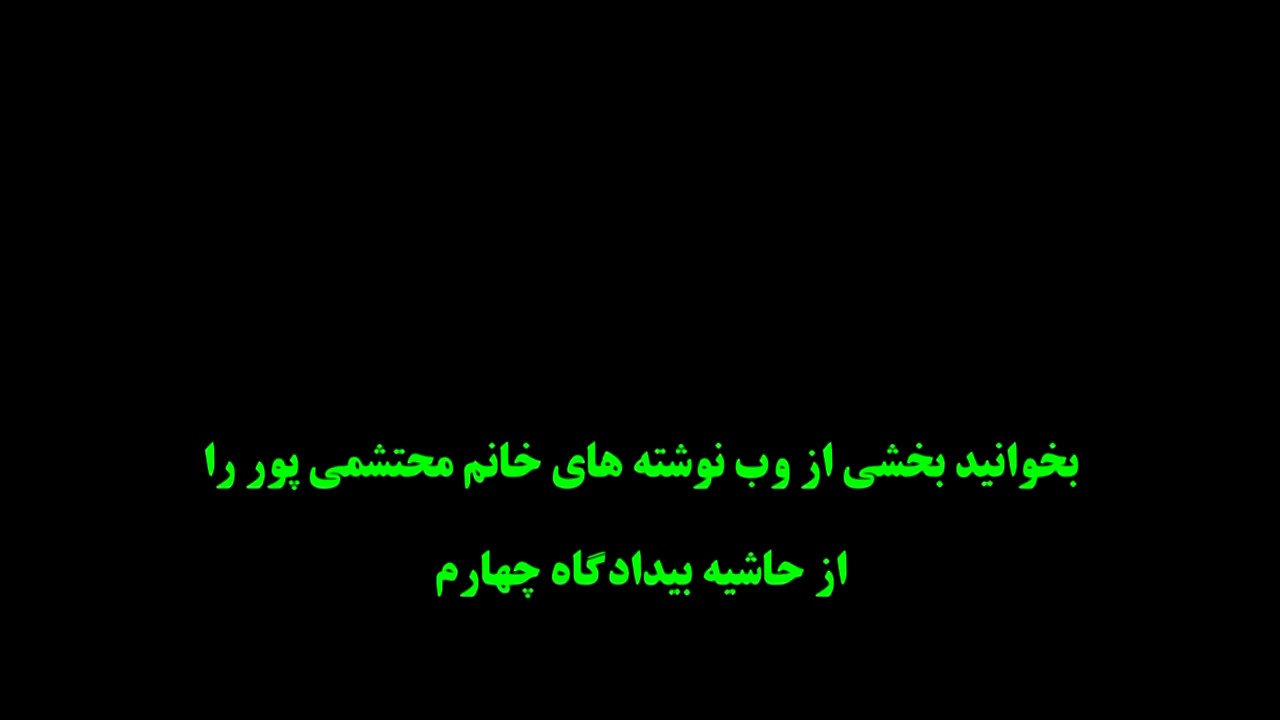 بخوانید بخشی از وب نوشته های خانم محتشمی پور را
از حاشیه بیدادگاه چهارم